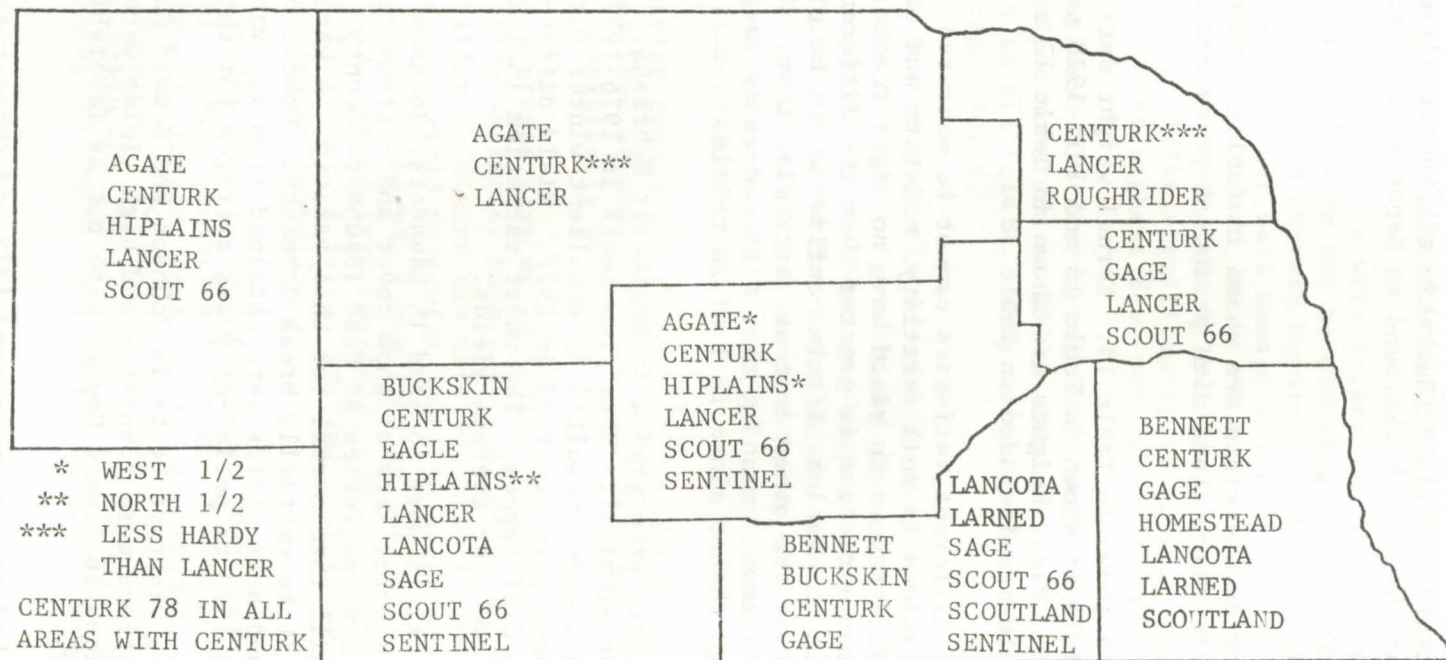 AGATE
CENTURK
HIPLAINS
LANCER
SCOUT 66
AGATE
CENTURK***
LANCER
CENTURK***
LANCER
ROUGHRIDER
CENTURK
GAGE
LANCER
SCOUT 66
AGATE*
CENTURK
HIPLAINS*
LANCER
SCOUT 66
SENTINEL
BUCKSKIN
CENTURK
EAGLE
HIPLAINS**
LANCER
LANCOTA
SAGE
SCOUT 66
SENTINEL
BENNETT
BUCKSKIN
CENTURK
GAGE
LANCOTA
LARNED
SAGE
SCOUT 66
SCOUTLAND
SENTINEL
BENNETT
CENTURK
GAGE
HOMESTEAD
LANCOTA
LARNED
SCOUTLAND
* WEST 1/2
** NORTH 1/2
*** LESS HARDY
THAN LANCER
CENTURK 78 IN ALL
AREAS WITH CENTURK